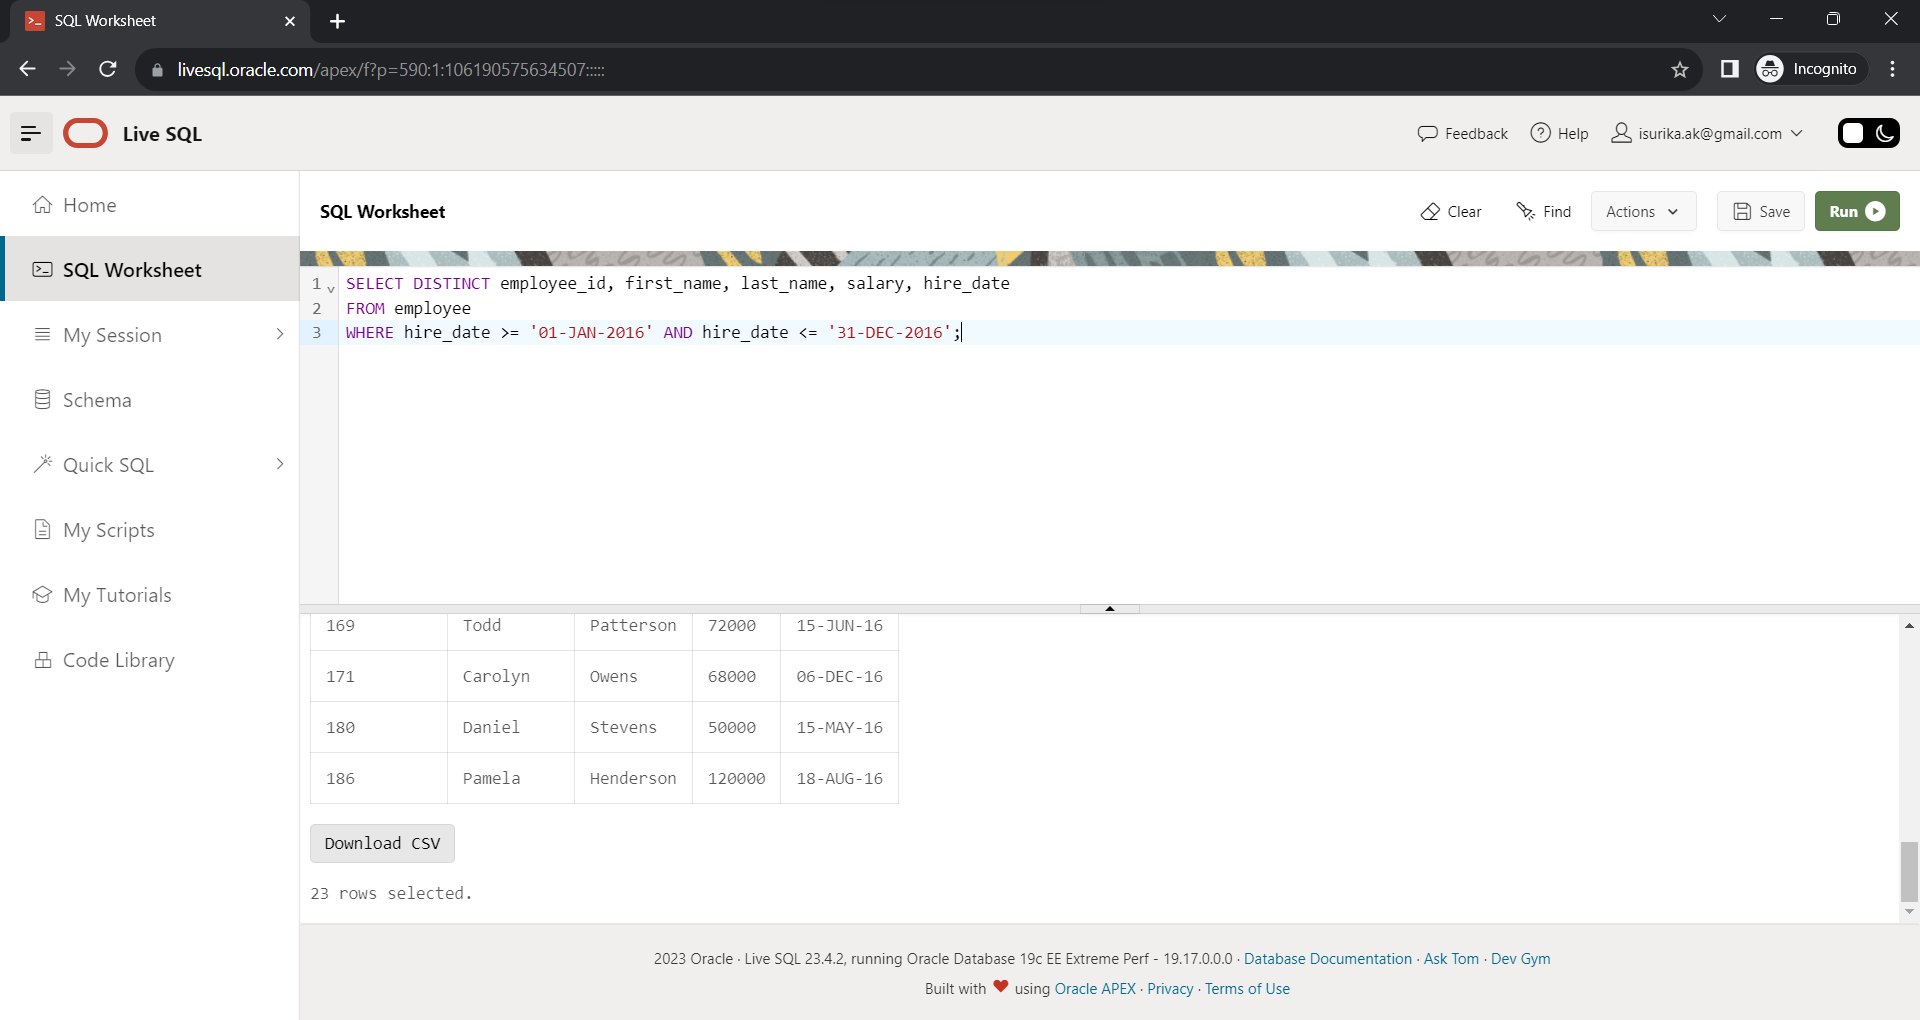 SQL Worksheet
livesql.oracle.com/apex/f?p=590:1:106190575634507:::::
Incognito
Live SQL
Feedback
Help
isurika.ak@gmail.com
Home
SQL Worksheet
My Session
Schema
Quick SQL
My Scripts
My Tutorials
Code Library
SQL Worksheet
Clear
Find
Actions
Save
Run
1 SELECT DISTINCT employee_id, first_name, last_name, salary, hire_date
2 FROM employee
3 WHERE hire_date >= '01-JAN-2016' AND hire_date <= '31-DEC-2016';
169 Todd Patterson 72000 15-JUN-16
171 Carolyn Owens 68000 06-DEC-16
180 Daniel Stevens 50000 15-MAY-16
186 Pamela Henderson 120000 18-AUG-16
Download CSV
23 rows selected.
2023 Oracle · Live SQL 23.4.2, running Oracle Database 19c EE Extreme Perf - 19.17.0.0.0 · Database Documentation · Ask Tom · Dev Gym
Built with ❤ using Oracle APEX · Privacy · Terms of Use